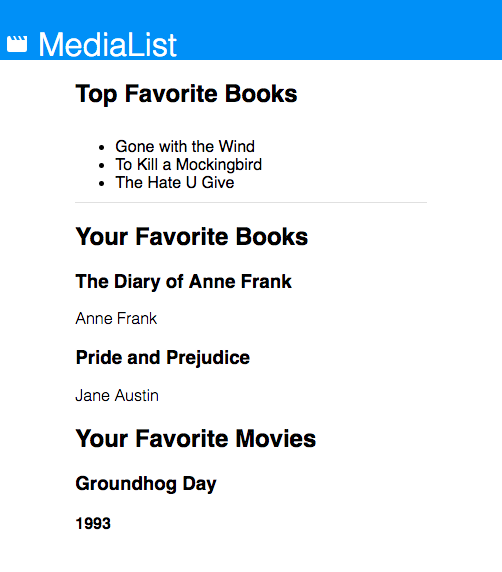 MediaList
Top Favorite Books
Gone with the Wind
To Kill a Mockingbird
The Hate U Give
Your Favorite Books
The Diary of Anne Frank
Anne Frank
Pride and Prejudice
Jane Austin
Your Favorite Movies
Groundhog Day
1993